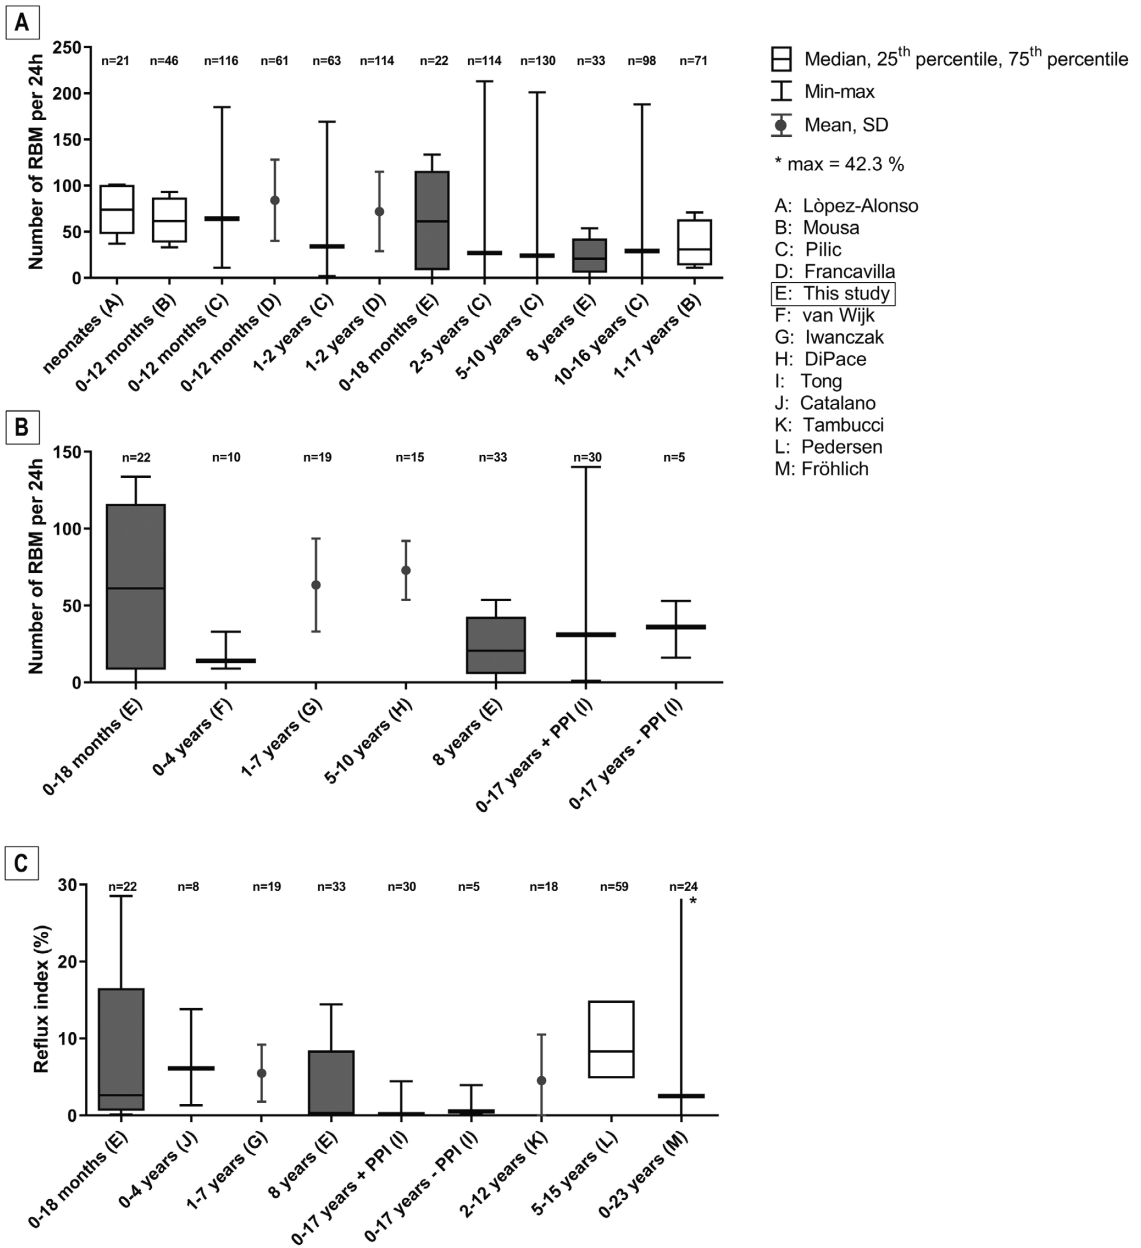 A
250
200
150
100
50
0
Number of RBM per 24h
n=21 n=46 n=116 n=61 n=63 n=114 n=22 n=114 n=130 n=33 n=98 n=71
neonates (A)
0-12 months (B)
0-12 months (C)
0-12 months (D)
1-2 years (C)
1-2 years (D)
0-18 months (E)
2-5 years (C)
5-10 years (C)
8 years (E)
10-16 years (C)
1-17 years (B)
Median, 25th percentile, 75th percentile
Min-max
Mean, SD
* max = 42.3 %
A: Lòpez-Alonso
B: Mousa
C: Pilic
D: Francavilla
E: This study
F: van Wijk
G: Iwanczak
H: DiPace
I: Tong
J: Catalano
K: Tambucci
L: Pedersen
M: Fröhlich
B
150
100
50
0
Number of RBM per 24h
n=22 n=10 n=19 n=15 n=33 n=30 n=5
0-18 months (E)
0-4 years (F)
1-7 years (G)
5-10 years (H)
8 years (E)
0-17 years + PPI (I)
0-17 years - PPI (I)
C
30
20
10
0
Reflux index (%)
n=22 n=8 n=19 n=33 n=30 n=5 n=18 n=59 n=24
*
0-18 months (E)
0-4 years (J)
1-7 years (G)
8 years (E)
0-17 years + PPI (I)
0-17 years - PPI (I)
2-12 years (K)
5-15 years (L)
0-23 years (M)